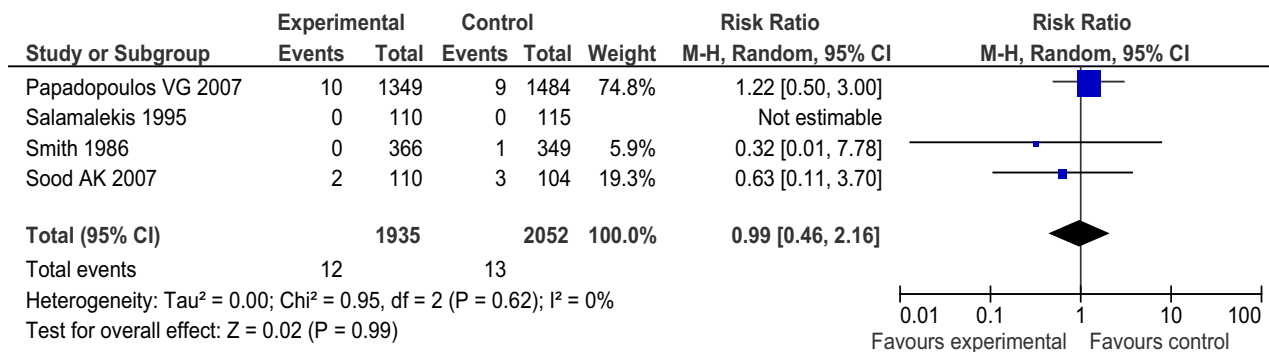 Experimental Control Risk Ratio Risk Ratio
Study or Subgroup Events Total Events Total Weight M-H, Random, 95% CI M-H, Random, 95% CI
Papadopoulos VG 2007 10 1349 9 1484 74.8% 1.22 [0.50, 3.00]
Salamalekis 1995 0 110 0 115 Not estimable
Smith 1986 0 366 1 349 5.9% 0.32 [0.01, 7.78]
Sood AK 2007 2 110 3 104 19.3% 0.63 [0.11, 3.70]
Total (95% CI) 1935 2052 100.0% 0.99 [0.46, 2.16]
Total events 12 13
Heterogeneity: Tau² = 0.00; Chi² = 0.95, df = 2 (P = 0.62); I² = 0%
Test for overall effect: Z = 0.02 (P = 0.99)
0.01 0.1 1 10 100
Favours experimental Favours control